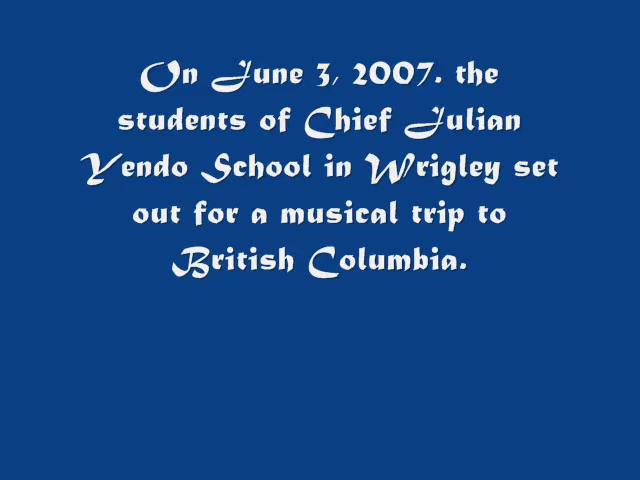 On June 3, 2007. the
students of Chief Julian
Yendo School in Wrigley set
out for a musical trip to
British Columbia.